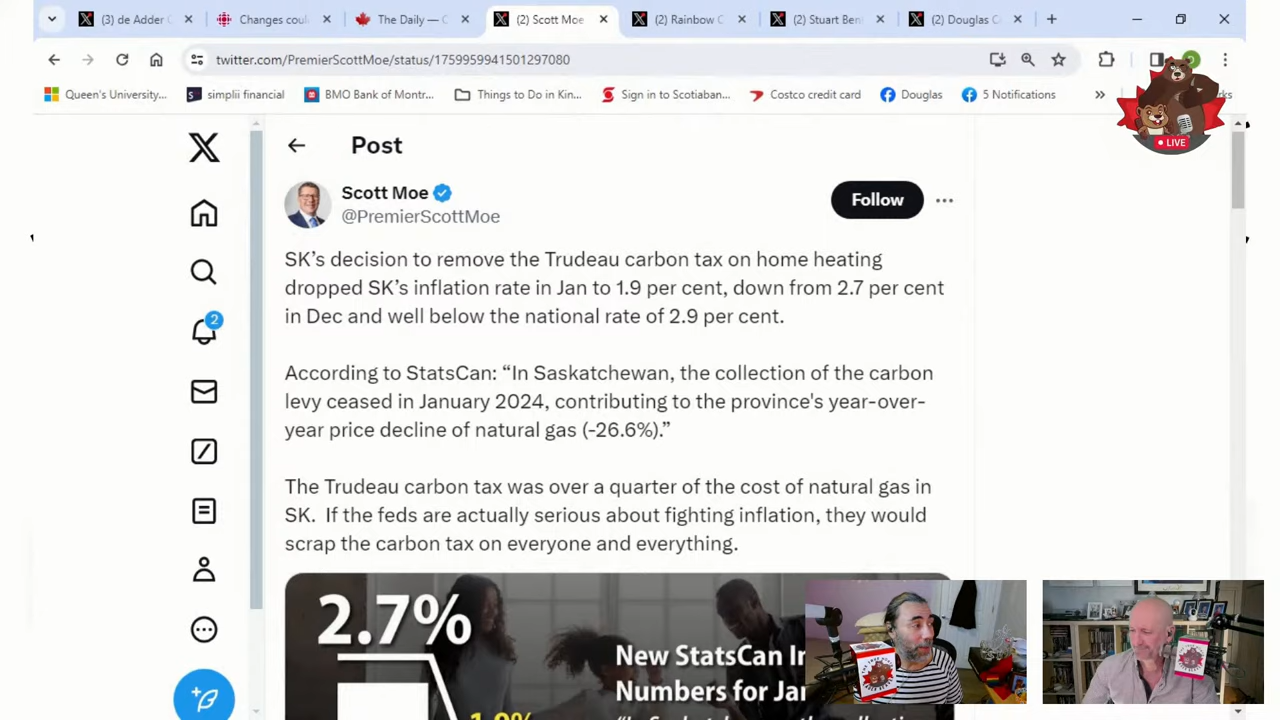 (3) de Adder C
Changes coul
The Daily — C
(2) Scott Moe
(2) Rainbow C
(2) Stuart Ben
(2) Douglas C
twitter.com/PremierScottMoe/status/1759959941501297080
Queen's University...
simplii financial
BMO Bank of Montr...
Things to Do in Kin...
Sign in to Scotiaban...
Costco credit card
Douglas
5 Notifications
LIVE
Post
Scott Moe
@PremierScottMoe
Follow
2
SK's decision to remove the Trudeau carbon tax on home heating
dropped SK's inflation rate in Jan to 1.9 per cent, down from 2.7 per cent
in Dec and well below the national rate of 2.9 per cent.
According to StatsCan: “In Saskatchewan, the collection of the carbon
levy ceased in January 2024, contributing to the province's year-over-
year price decline of natural gas (-26.6%).”
The Trudeau carbon tax was over a quarter of the cost of natural gas in
SK. If the feds are actually serious about fighting inflation, they would
scrap the carbon tax on everyone and everything.
2.7%
New StatsCan In
Numbers for Jan